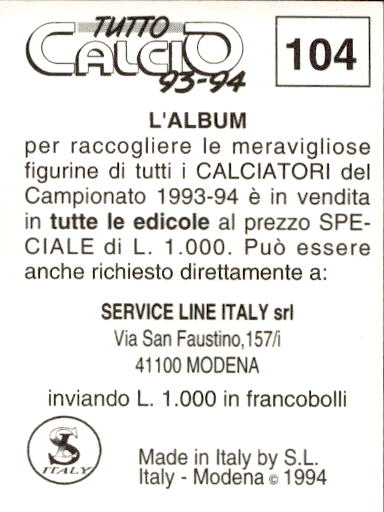 TUTTO
CALCIO
93-94
104
L'ALBUM
per raccogliere le meravigliose
figurine di tutti i CALCIATORI del
Campionato 1993-94 è in vendita
in tutte le edicole al prezzo SPE-
CIALE di L. 1.000. Può essere
anche richiesto direttamente a:
SERVICE LINE ITALY srl
Via San Faustino,157/i
41100 MODENA
inviando L. 1.000 in francobolli
SL
ITALY
Made in Italy by S.L.
Italy - Modena © 1994